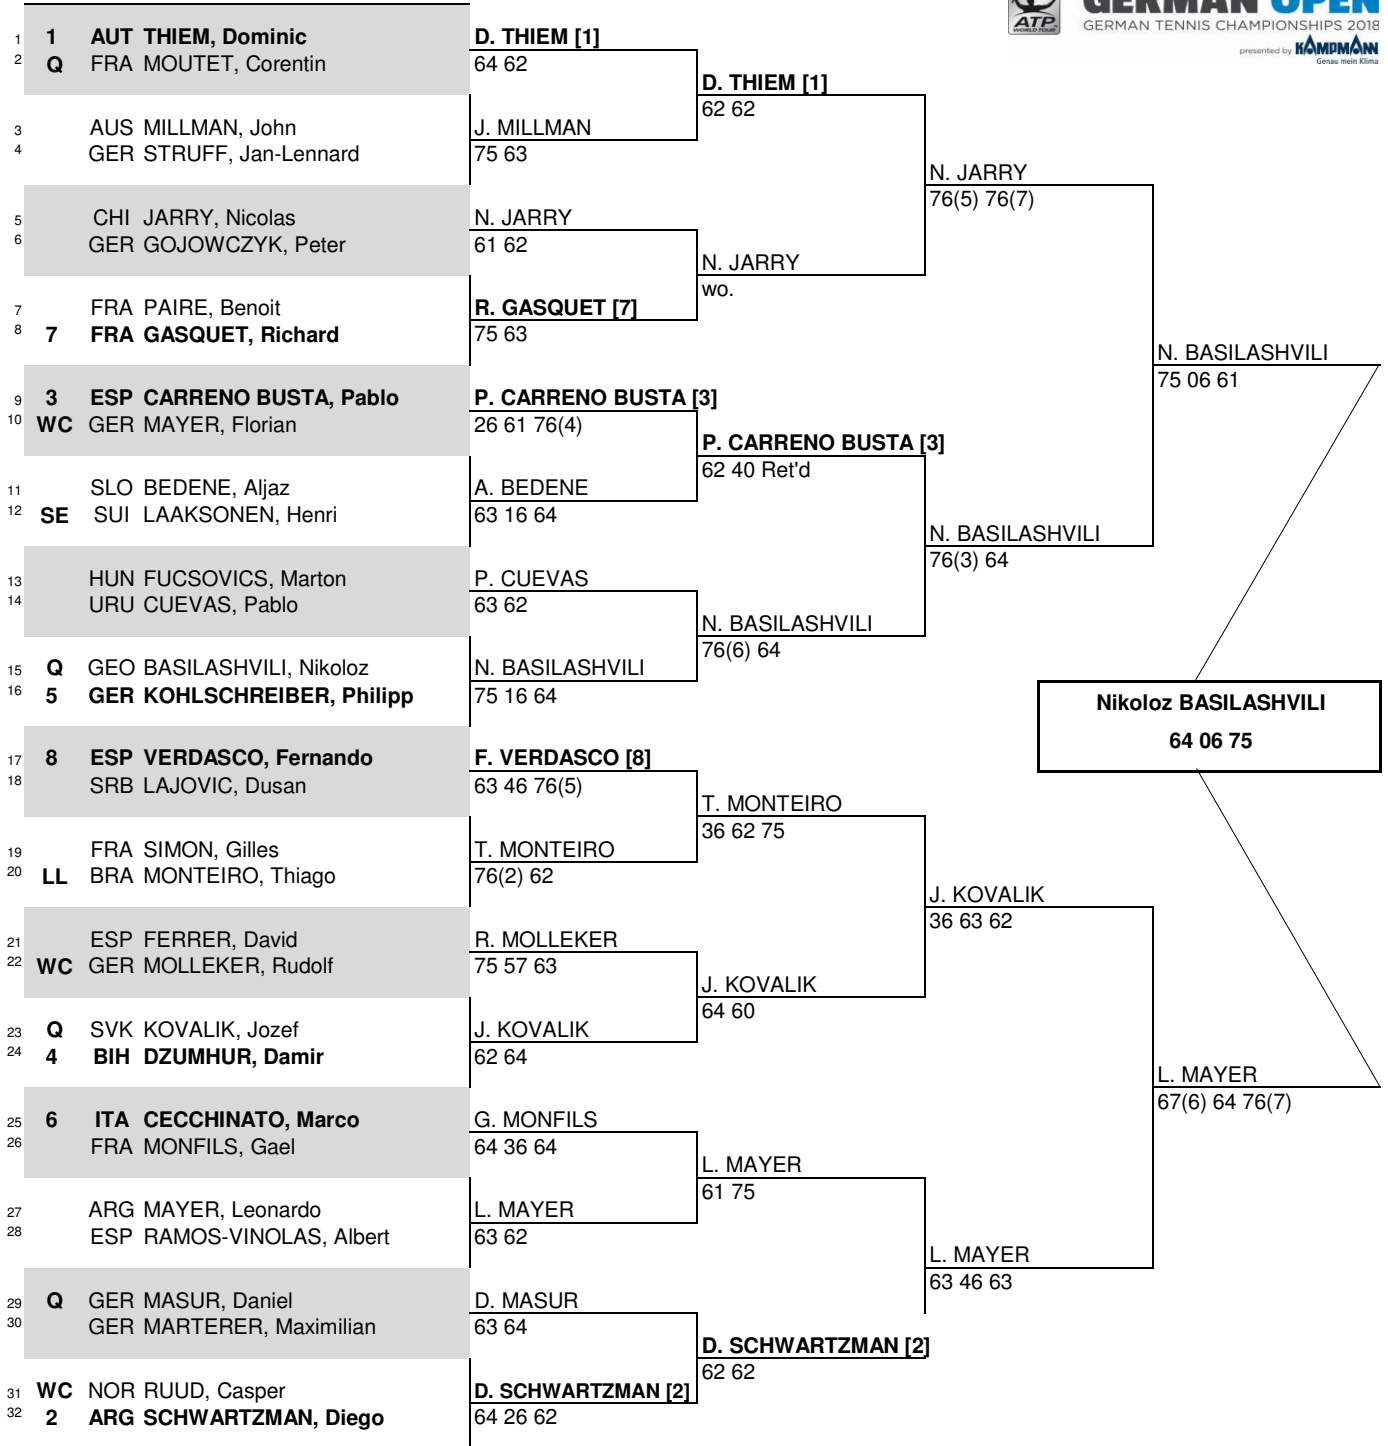 GERMAN OPEN
ATP
WORLD TOUR
GERMAN TENNIS CHAMPIONSHIPS 2018
presented by KAMPMANN
Genau mein Klima
1 1 AUT THIEM, Dominic
2 Q FRA MOUTET, Corentin
3 AUS MILLMAN, John
4 GER STRUFF, Jan-Lennard
5 CHI JARRY, Nicolas
6 GER GOJOWCZYK, Peter
7 FRA PAIRE, Benoit
8 7 FRA GASQUET, Richard
9 3 ESP CARRENO BUSTA, Pablo
10 WC GER MAYER, Florian
11 SLO BEDENE, Aljaz
12 SE SUI LAAKSONEN, Henri
13 HUN FUCSOVICS, Marton
14 URU CUEVAS, Pablo
15 Q GEO BASILASHVILI, Nikoloz
16 5 GER KOHLSCHREIBER, Philipp
17 8 ESP VERDASCO, Fernando
18 SRB LAJOVIC, Dusan
19 FRA SIMON, Gilles
20 LL BRA MONTEIRO, Thiago
21 ESP FERRER, David
22 WC GER MOLLEKER, Rudolf
23 Q SVK KOVALIK, Jozef
24 4 BIH DZUMHUR, Damir
25 6 ITA CECCHINATO, Marco
26 FRA MONFILS, Gael
27 ARG MAYER, Leonardo
28 ESP RAMOS-VINOLAS, Albert
29 Q GER MASUR, Daniel
30 GER MARTERER, Maximilian
31 WC NOR RUUD, Casper
32 2 ARG SCHWARTZMAN, Diego
D. THIEM [1]
64 62
J. MILLMAN
75 63
N. JARRY
61 62
R. GASQUET [7]
75 63
P. CARRENO BUSTA [3]
26 61 76(4)
A. BEDENE
63 16 64
P. CUEVAS
63 62
N. BASILASHVILI
75 16 64
F. VERDASCO [8]
63 46 76(5)
T. MONTEIRO
76(2) 62
R. MOLLEKER
75 57 63
J. KOVALIK
62 64
G. MONFILS
64 36 64
L. MAYER
63 62
D. MASUR
63 64
D. SCHWARTZMAN [2]
64 26 62
D. THIEM [1]
62 62
N. JARRY
wo.
P. CARRENO BUSTA [3]
62 40 Ret'd
N. BASILASHVILI
76(6) 64
T. MONTEIRO
36 62 75
J. KOVALIK
64 60
L. MAYER
61 75
D. SCHWARTZMAN [2]
62 62
N. JARRY
76(5) 76(7)
N. BASILASHVILI
76(3) 64
J. KOVALIK
36 63 62
L. MAYER
63 46 63
N. BASILASHVILI
75 06 61
L. MAYER
67(6) 64 76(7)
Nikoloz BASILASHVILI
64 06 75